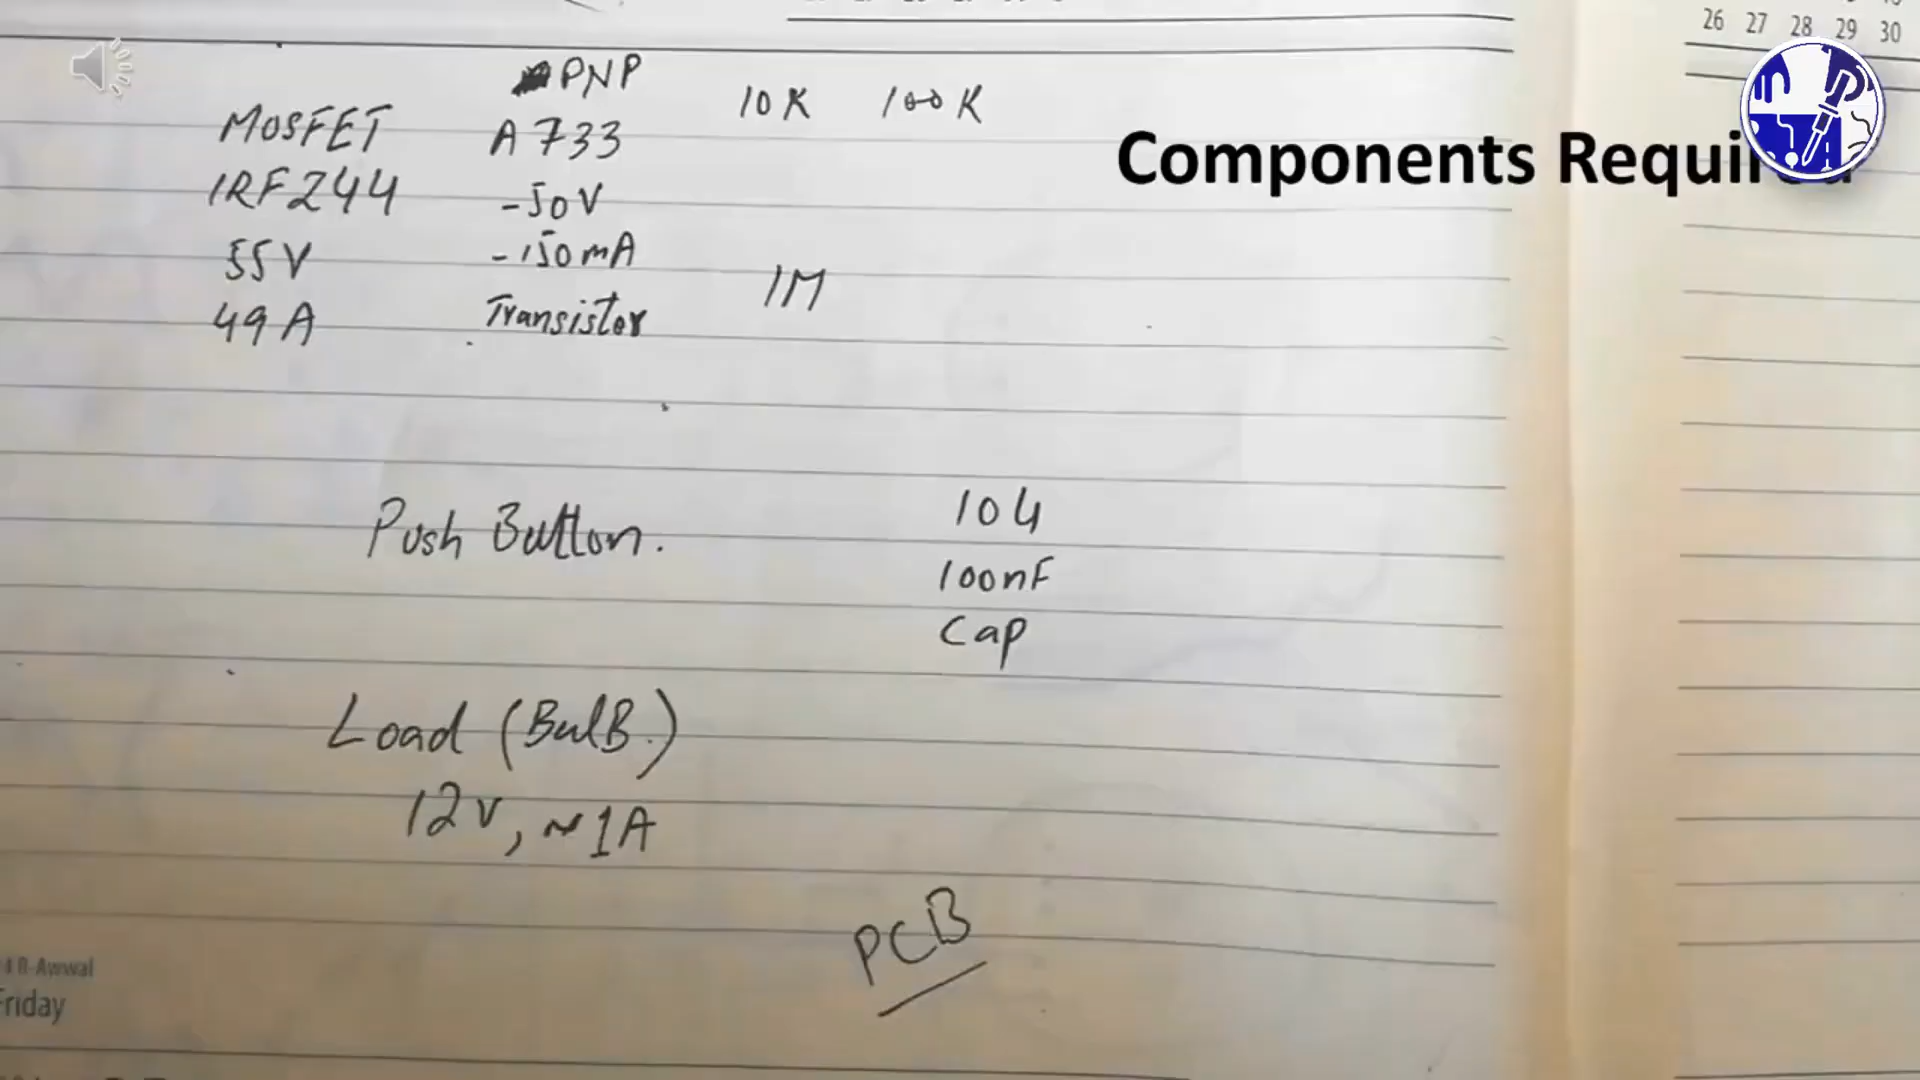 26 27 28 29 30
Components Requi
PNP
MOSFET A733 10K 100K
IRF244 -50V
55V -150mA 1M
49A Transistor
Push Button.
104
100nF
Cap
Load (BulB.)
12V, ~1A
PCB
Friday